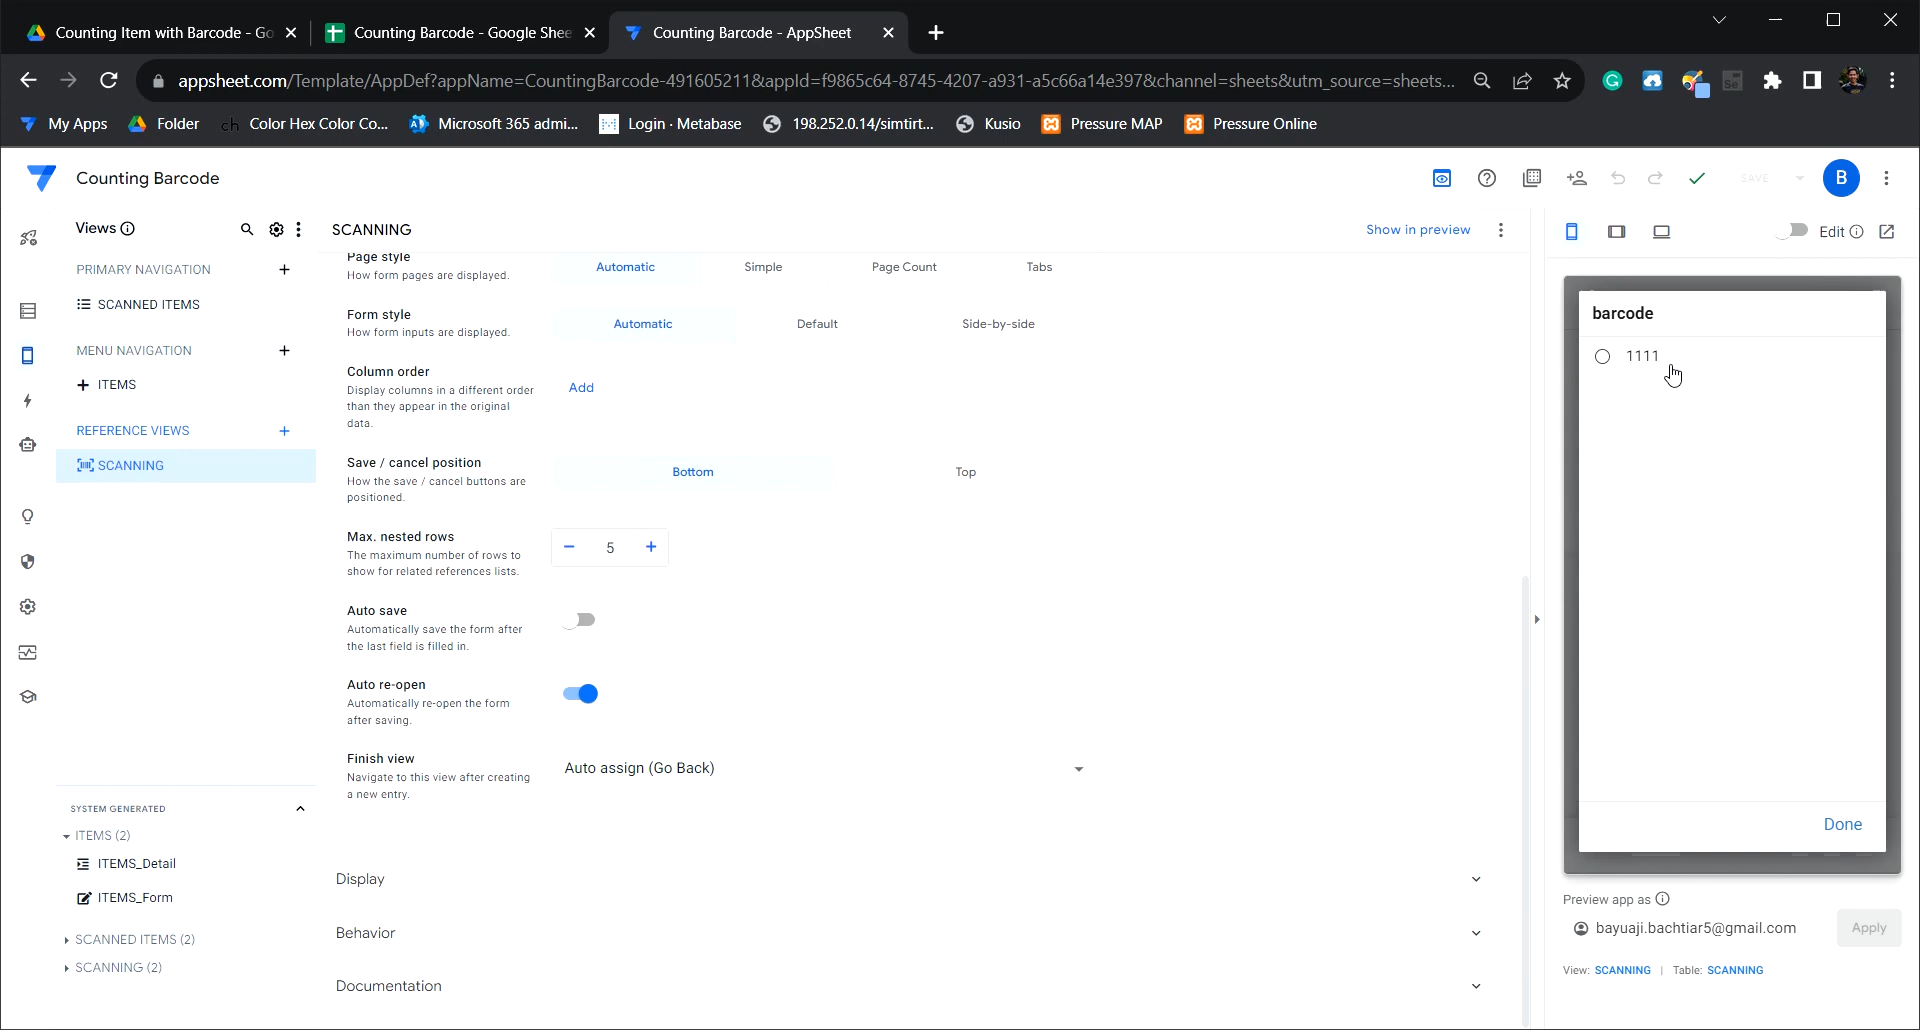 Counting Item with Barcode - Go
Counting Barcode - Google Shee
Counting Barcode - AppSheet
appsheet.com/Template/AppDef?appName=CountingBarcode-491605211&appId=f9865c64-8745-4207-a931-a5c66a14e397&channel=sheets&utm_source=sheets...
My Apps
Folder
ch Color Hex Color Co...
Microsoft 365 admi...
Login · Metabase
198.252.0.14/simtirt...
Kusio
Pressure MAP
Pressure Online
Counting Barcode
SAVE
B
Views
SCANNING
Show in preview
Edit
PRIMARY NAVIGATION
SCANNED ITEMS
MENU NAVIGATION
ITEMS
REFERENCE VIEWS
SCANNING
Page style
How form pages are displayed.
Automatic
Simple
Page Count
Tabs
Form style
How form inputs are displayed.
Automatic
Default
Side-by-side
Column order
Display columns in a different order
than they appear in the original
data.
Add
Save / cancel position
How the save / cancel buttons are
positioned.
Bottom
Top
Max. nested rows
The maximum number of rows to
show for related references lists.
5
Auto save
Automatically save the form after
the last field is filled in.
Auto re-open
Automatically re-open the form
after saving.
Finish view
Navigate to this view after creating
a new entry.
Auto assign (Go Back)
Display
Behavior
Documentation
SYSTEM GENERATED
ITEMS (2)
ITEMS_Detail
ITEMS_Form
SCANNED ITEMS (2)
SCANNING (2)
barcode
1111
Done
Preview app as
bayuaji.bachtiar5@gmail.com
Apply
View: SCANNING | Table: SCANNING